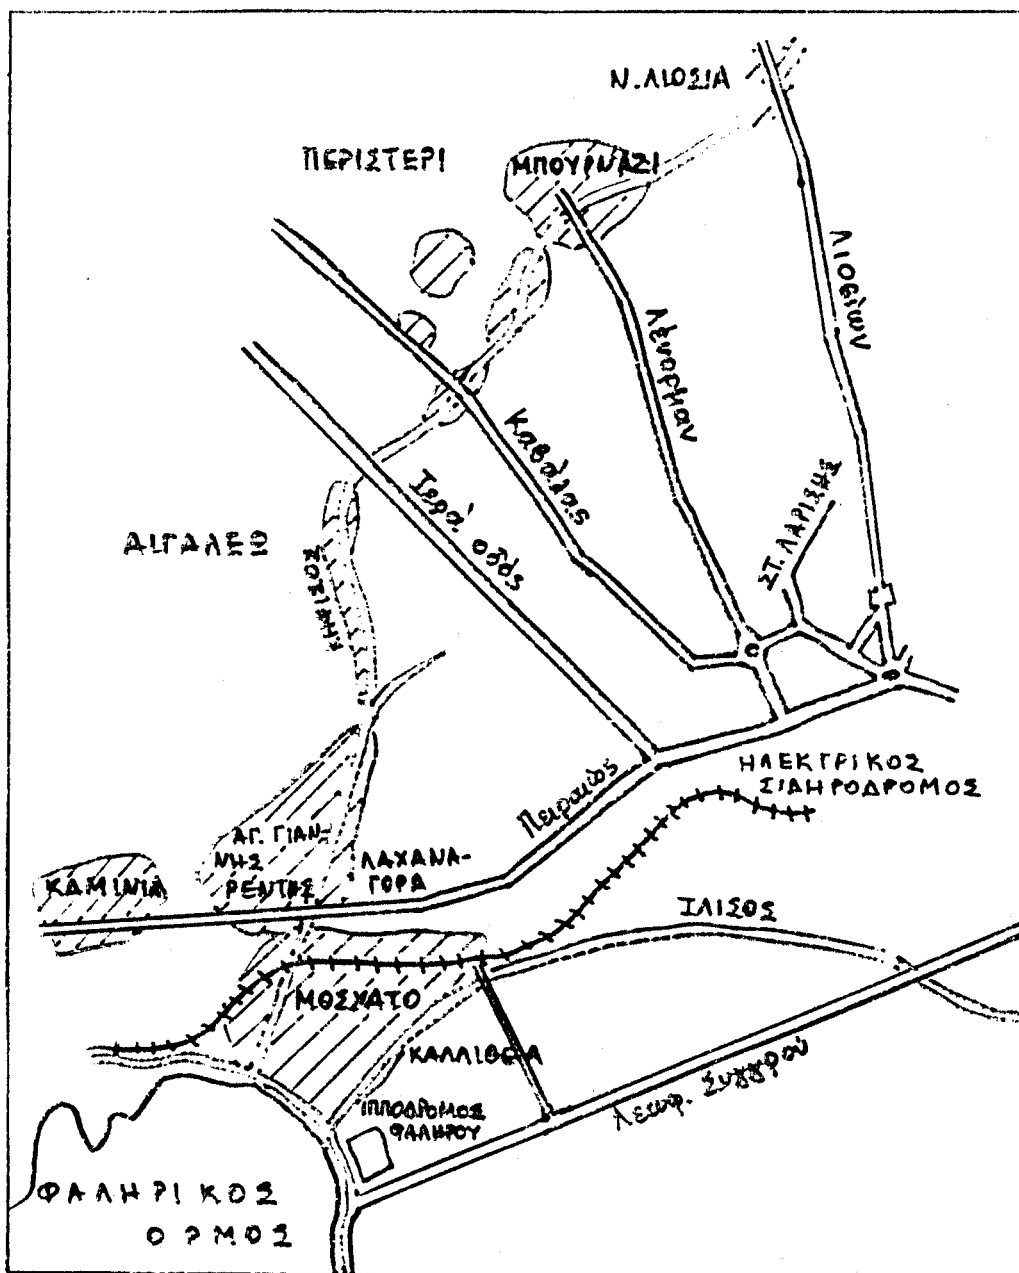 Ν. ΛΙΟΣΙΑ
ΠΕΡΙΣΤΕΡΙ
ΜΠΟΥΡΝΑΖΙ
Λιοσίων
Λένορμαν
Καβάλας
Ιερά οδός
ΣΤ. ΛΑΡΙΣΗΣ
ΑΙΓΑΛΕΩ
ΚΗΦΙΣΟΣ
ΗΛΕΚΤΡΙΚΟΣ
ΣΙΔΗΡΟΔΡΟΜΟΣ
Πειραιώς
ΑΓ. ΓΙΑΝ-
ΝΗΣ
ΡΕΝΤΗΣ
ΛΑΧΑΝΑ-
ΓΟΡΑ
ΚΑΜΙΝΙΑ
ΙΛΙΣΟΣ
ΜΟΣΧΑΤΟ
ΚΑΛΛΙΘΕΑ
Λεωφ. Συγγρού
ΙΠΠΟΔΡΟΜΟΣ
ΦΑΛΗΡΟΥ
ΦΑΛΗΡΙΚΟΣ
ΟΡΜΟΣ